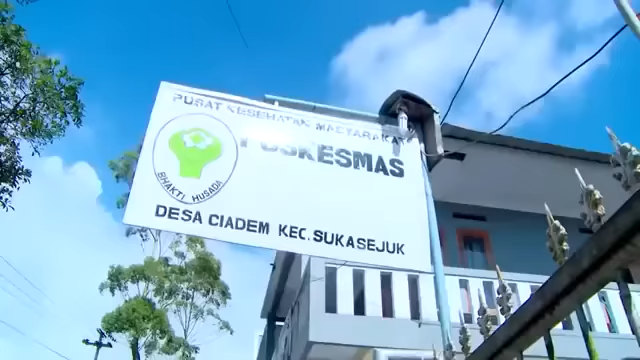 PUSAT KESEHATAN MASYARAKAT
PUSKESMAS
BHAKTI HUSADA
DESA CIADEM KEC. SUKASEJUK